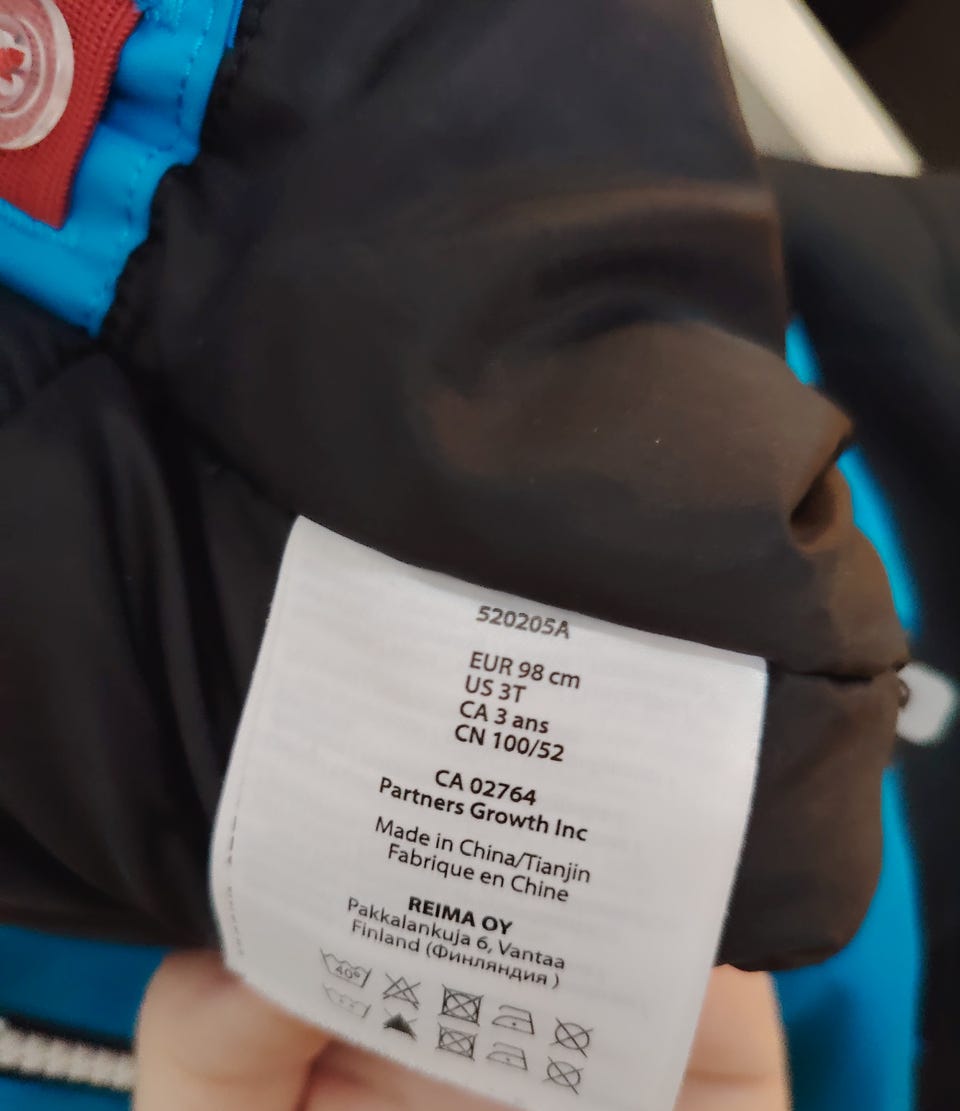 520205A
EUR 98 cm
US 3T
CA 3 ans
CN 100/52
CA 02764
Partners Growth Inc
Made in China/Tianjin
Fabrique en Chine
REIMA OY
Pakkalankuja 6, Vantaa
Finland (Финляндия )
40°